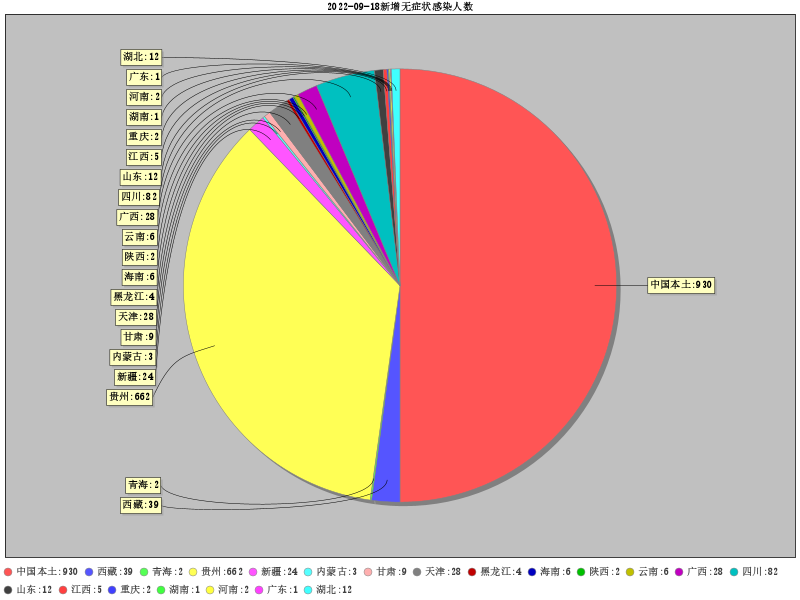 2022-09-18新增无症状感染人数
湖北:12
广东:1
河南:2
湖南:1
重庆:2
江西:5
山东:12
四川:82
广西:28
云南:6
陕西:2
海南:6
黑龙江:4
天津:28
甘肃:9
内蒙古:3
新疆:24
贵州:662
中国本土:930
青海:2
西藏:39
中国本土:930 西藏:39 青海:2 贵州:662 新疆:24 内蒙古:3 甘肃:9 天津:28 黑龙江:4 海南:6 陕西:2 云南:6 广西:28 四川:82
山东:12 江西:5 重庆:2 湖南:1 河南:2 广东:1 湖北:12